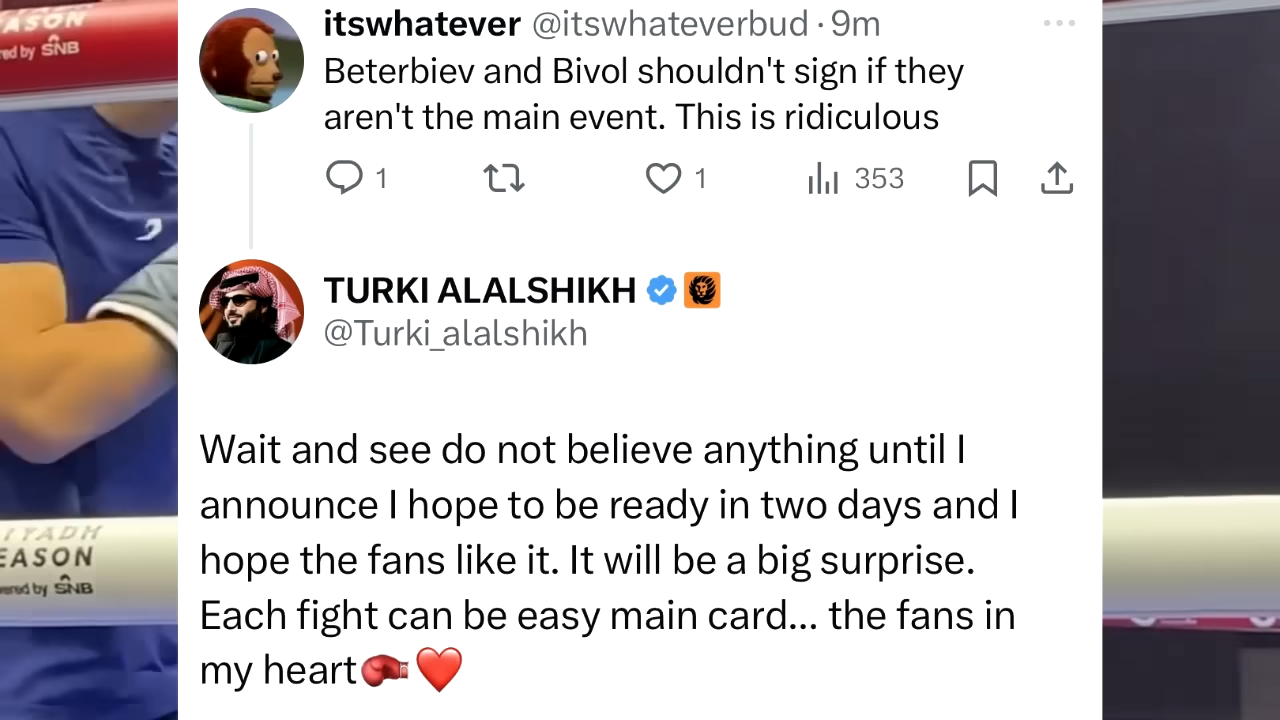 ASON
red by SNB
itswhatever @itswhateverbud · 9m
Beterbiev and Bivol shouldn't sign if they
aren't the main event. This is ridiculous
1 1 353
TURKI ALALSHIKH
@Turki_alalshikh
Wait and see do not believe anything until I
announce I hope to be ready in two days and I
hope the fans like it. It will be a big surprise.
Each fight can be easy main card... the fans in
my heart🥊❤️
IYADH
EASON
ered by SNB